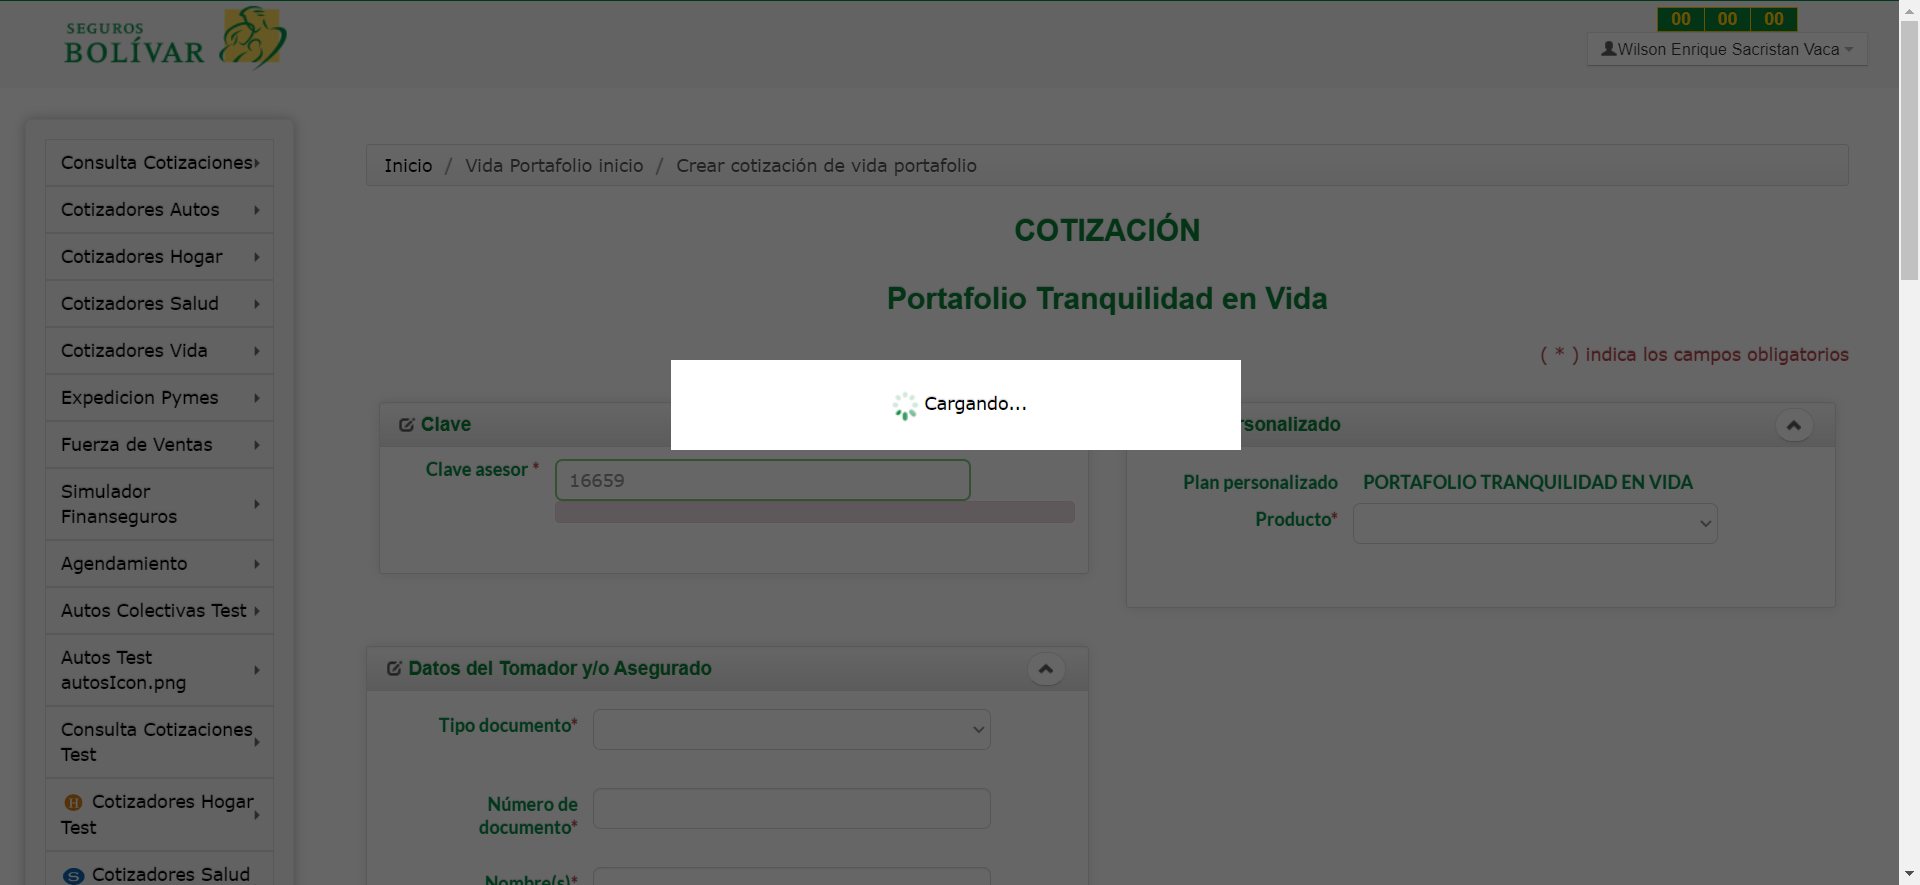 SEGUROS
BOLÍVAR
00 00 00
Wilson Enrique Sacristan Vaca
Consulta Cotizaciones
Cotizadores Autos
Cotizadores Hogar
Cotizadores Salud
Cotizadores Vida
Expedicion Pymes
Fuerza de Ventas
Simulador
Finanseguros
Agendamiento
Autos Colectivas Test
Autos Test
autosIcon.png
Consulta Cotizaciones
Test
H Cotizadores Hogar
Test
S Cotizadores Salud
Inicio / Vida Portafolio inicio / Crear cotización de vida portafolio
COTIZACIÓN
Portafolio Tranquilidad en Vida
( * ) indica los campos obligatorios
Cargando...
Clave
Clave asesor * 16659
rsonalizado
Plan personalizado PORTAFOLIO TRANQUILIDAD EN VIDA
Producto*
Datos del Tomador y/o Asegurado
Tipo documento*
Número de
documento*
Nombre(s)*